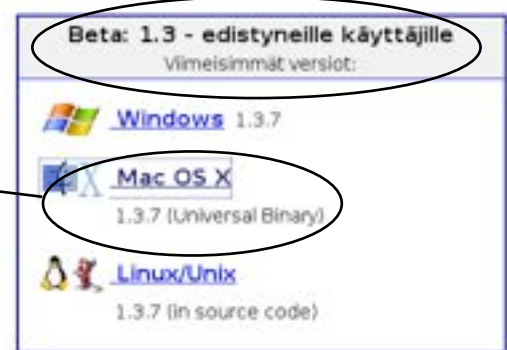 Beta: 1.3 - edistyneille käyttäjille
Viimeisimmät versiot:
Windows 1.3.7
Mac OS X
1.3.7 (Universal Binary)
Linux/Unix
1.3.7 (in source code)